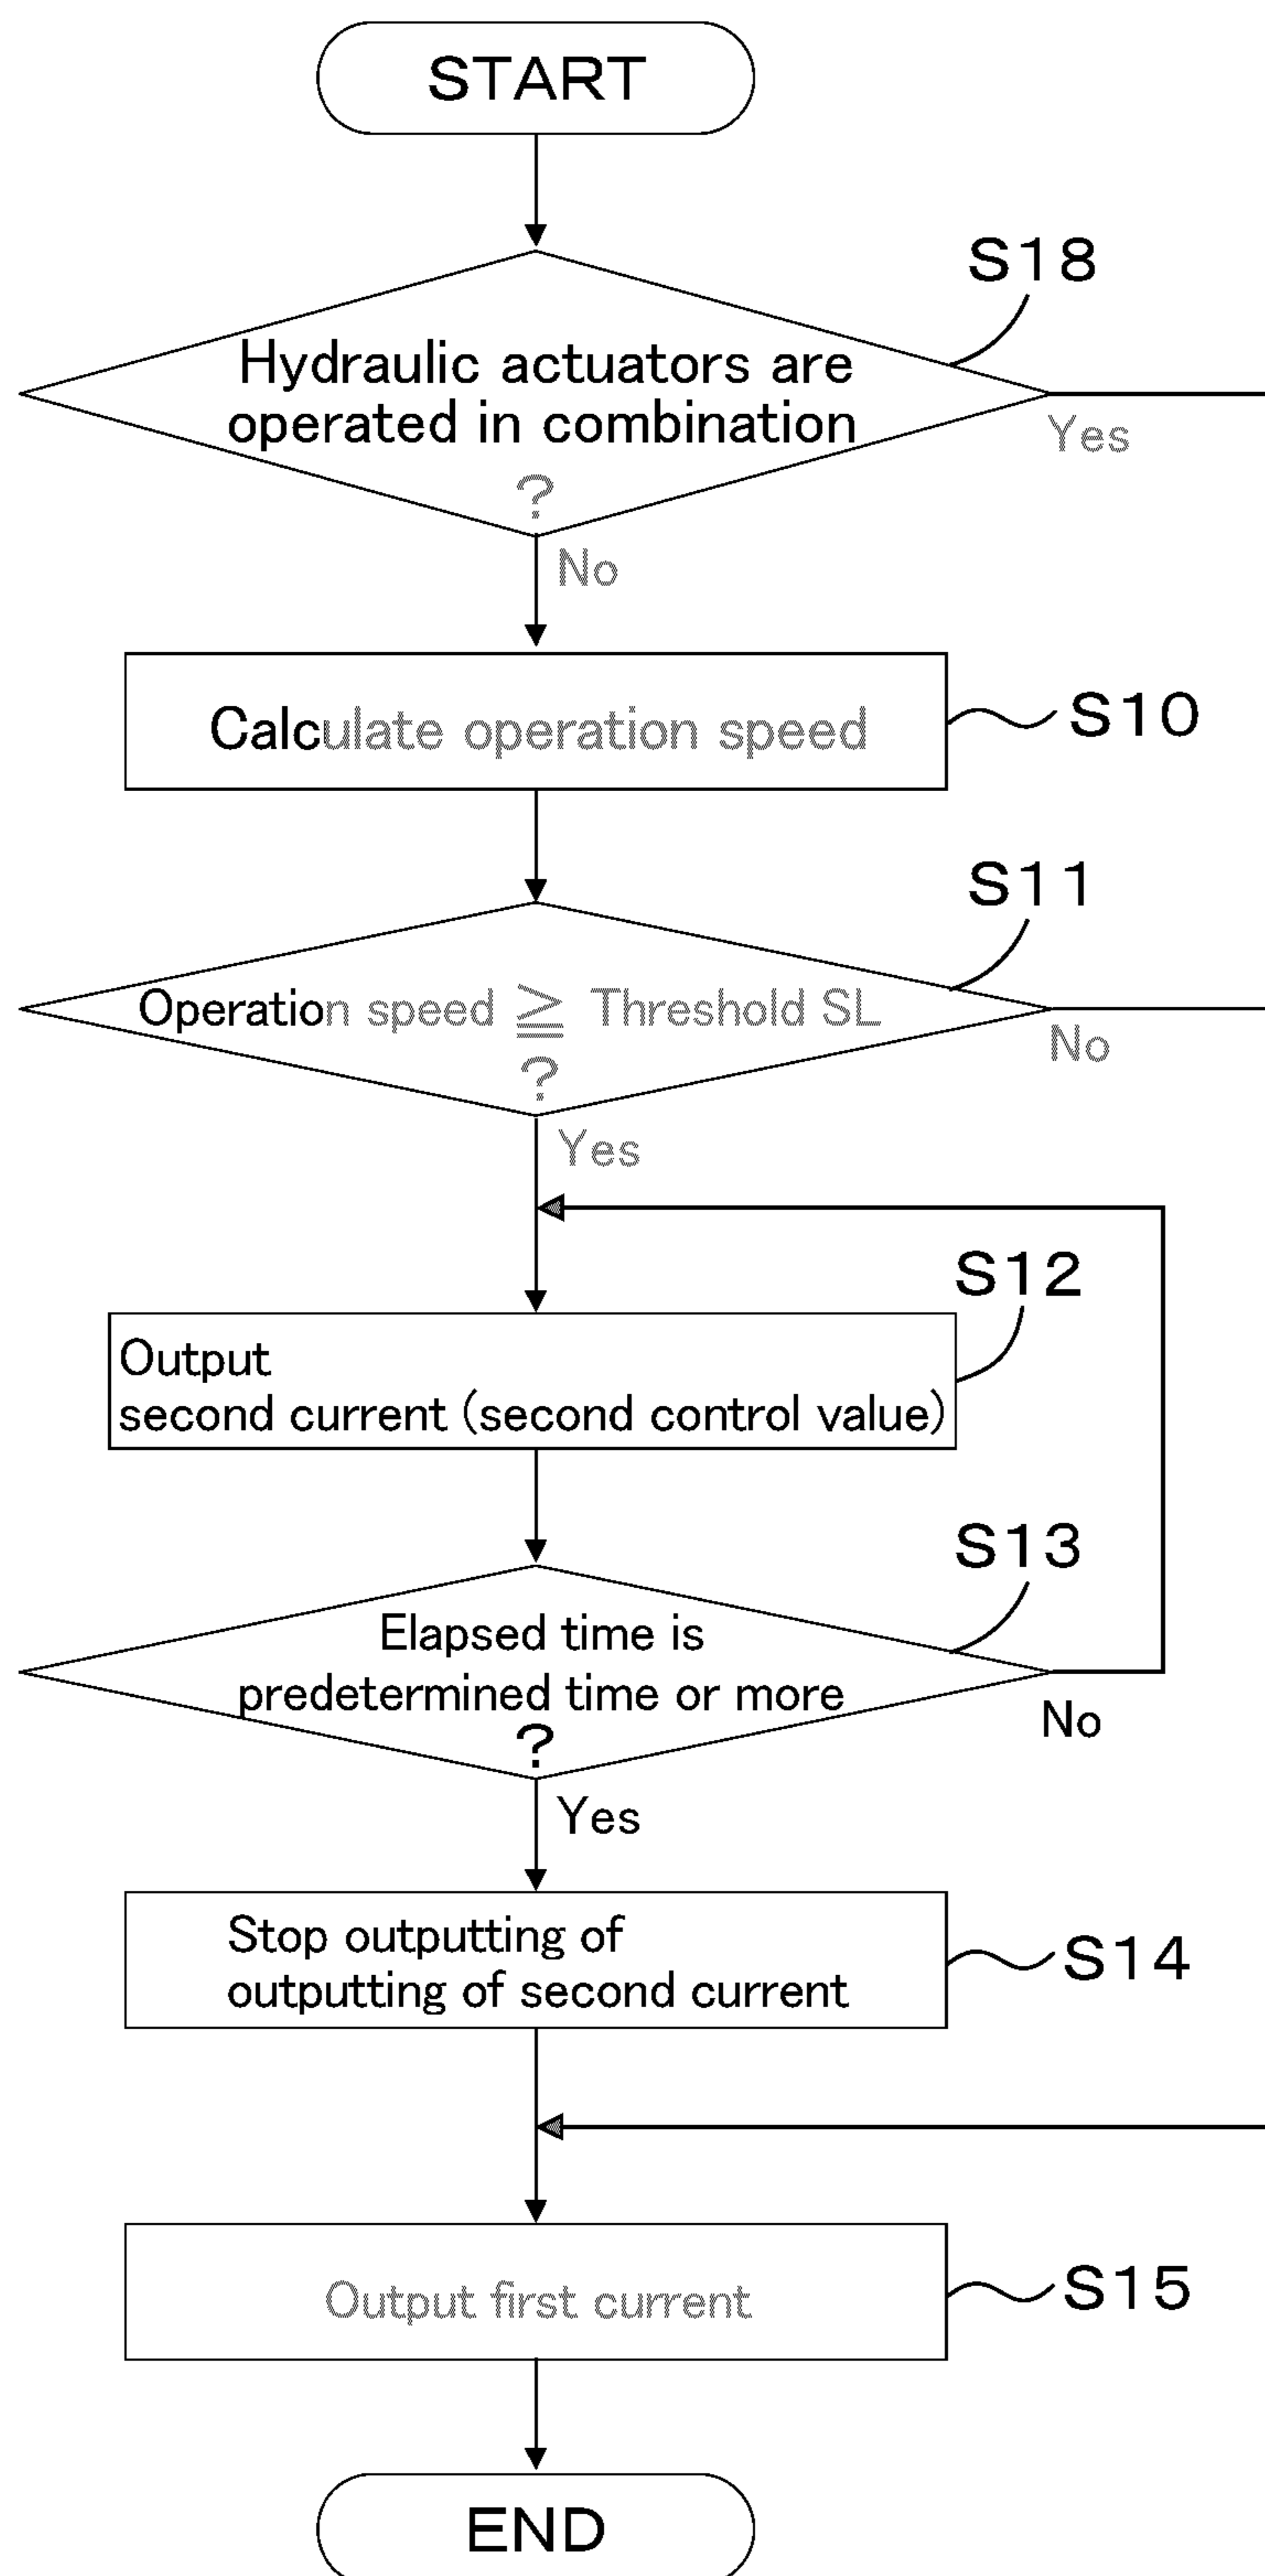 START
S18
Hydraulic actuators are
operated in combination
?
Yes
No
Calculate operation speed
S10
S11
Operation speed ≧ Threshold SL
?
No
Yes
S12
Output
second current (second control value)
S13
Elapsed time is
predetermined time or more
?
No
Yes
Stop outputting of
outputting of second current
S14
Output first current
S15
END